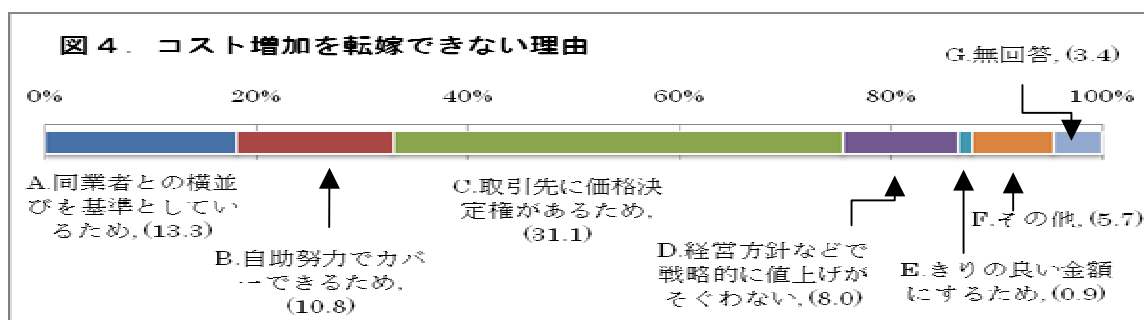 図４．コスト増加を転嫁できない理由
G.無回答, (3.4)
0%
20%
40%
60%
80%
100%
A.同業者との横並
びを基準としてい
るため, (13.3)
B.自助努力でカバ
ーできるため,
(10.8)
C.取引先に価格決
定権があるため,
(31.1)
D.経営方針などで
戦略的に値上げが
そぐわない, (8.0)
E.きりの良い金額
にするため, (0.9)
F.その他, (5.7)